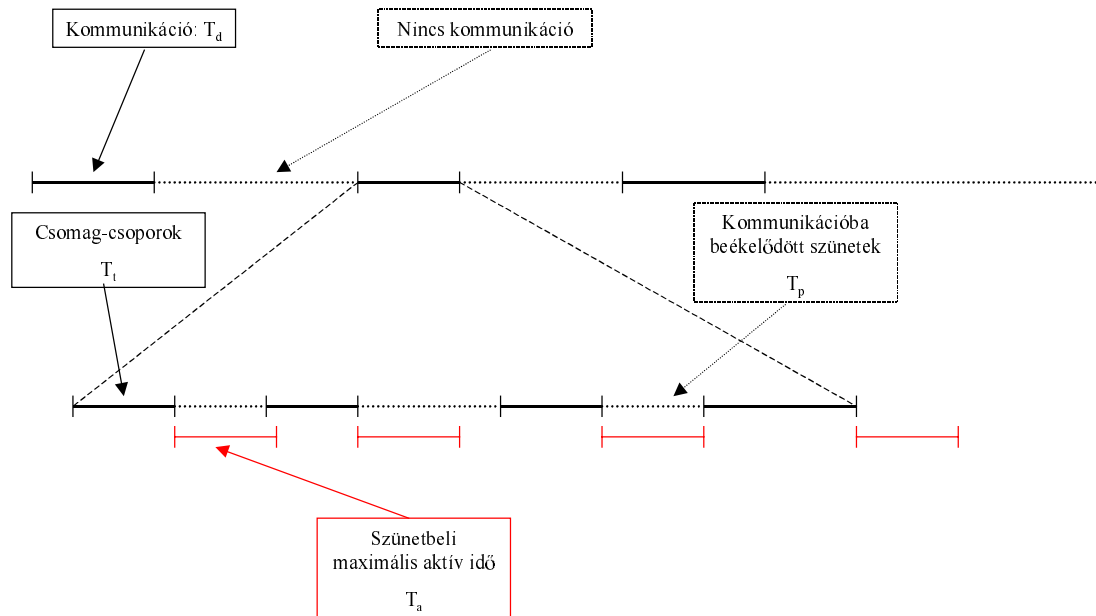 Kommunikáció: Td
Nincs kommunikáció
Csomag-csoporok
Tt
Kommunikációba
beékelődött szünetek
Tp
Szünetbeli
maximális aktív idő
Ta